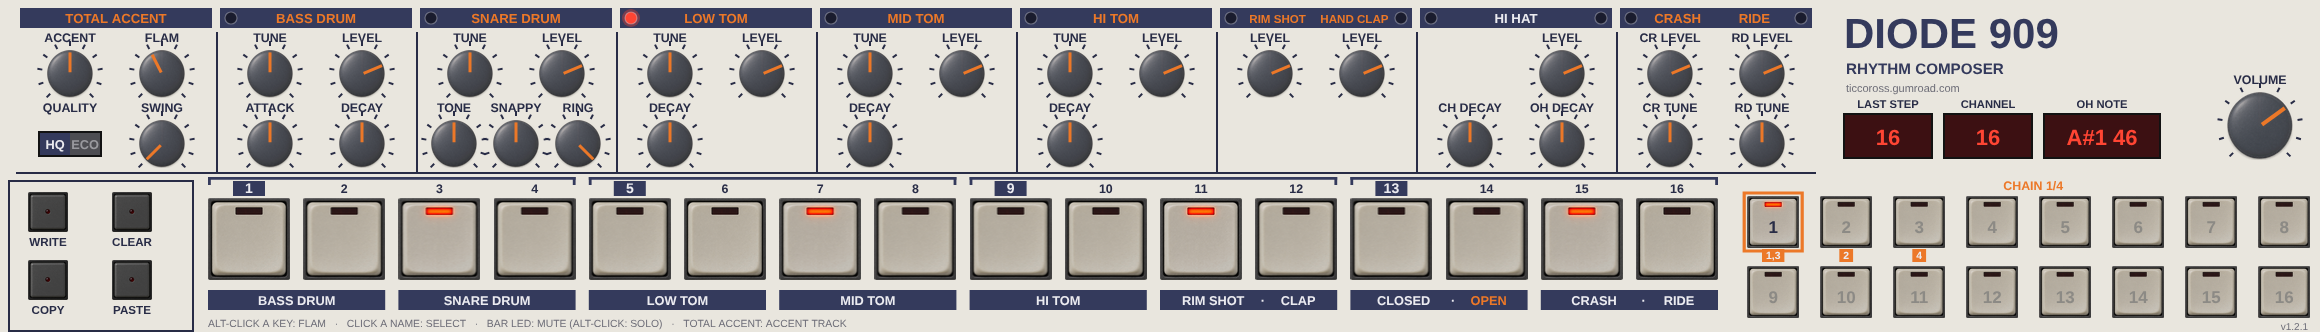 TOTAL ACCENT BASS DRUM SNARE DRUM LOW TOM MID TOM HI TOM RIM SHOT HAND CLAP HI HAT CRASH RIDE
ACCENT FLAM TUNE LEVEL TUNE LEVEL TUNE LEVEL TUNE LEVEL TUNE LEVEL LEVEL LEVEL LEVEL CR LEVEL RD LEVEL
QUALITY SWING ATTACK DECAY TONE SNAPPY RING DECAY DECAY DECAY CH DECAY OH DECAY CR TUNE RD TUNE
HQ ECO
DIODE 909
RHYTHM COMPOSER
ticcoross.gumroad.com
LAST STEP CHANNEL OH NOTE
16 16 A#1 46
VOLUME
WRITE CLEAR
COPY PASTE
1 2 3 4 5 6 7 8 9 10 11 12 13 14 15 16
BASS DRUM SNARE DRUM LOW TOM MID TOM HI TOM RIM SHOT · CLAP CLOSED · OPEN CRASH · RIDE
ALT-CLICK A KEY: FLAM · CLICK A NAME: SELECT · BAR LED: MUTE (ALT-CLICK: SOLO) · TOTAL ACCENT: ACCENT TRACK
CHAIN 1/4
1 2 3 4 5 6 7 8
1,3 2 4
9 10 11 12 13 14 15 16
v1.2.1